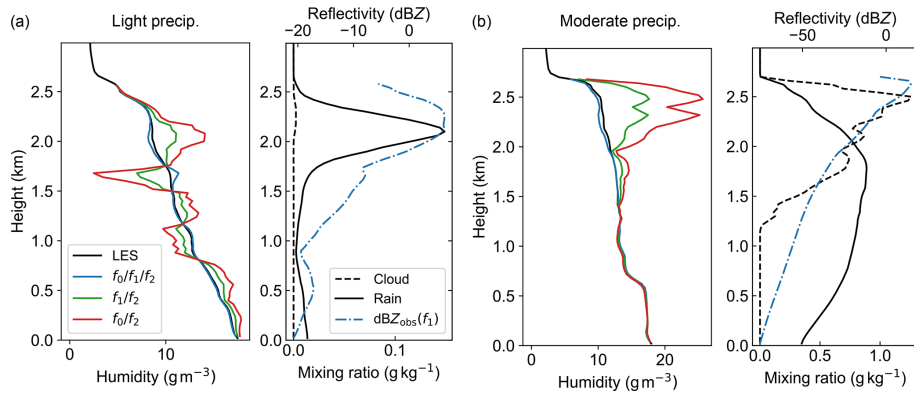 (a)
Light precip.
Reflectivity (dBZ)
−20 −10 0
Height (km)
2.5
2.0
1.5
1.0
0.5
0.0
LES
f₀/f₁/f₂
f₁/f₂
f₀/f₂
0 10
Humidity (g m⁻³)
Cloud
Rain
dBZobs(f₁)
0.0 0.1
Mixing ratio (g kg⁻¹)
(b)
Moderate precip.
Reflectivity (dBZ)
−50 0
Height (km)
2.5
2.0
1.5
1.0
0.5
0.0
0 10 20
Humidity (g m⁻³)
0.0 0.5 1.0
Mixing ratio (g kg⁻¹)